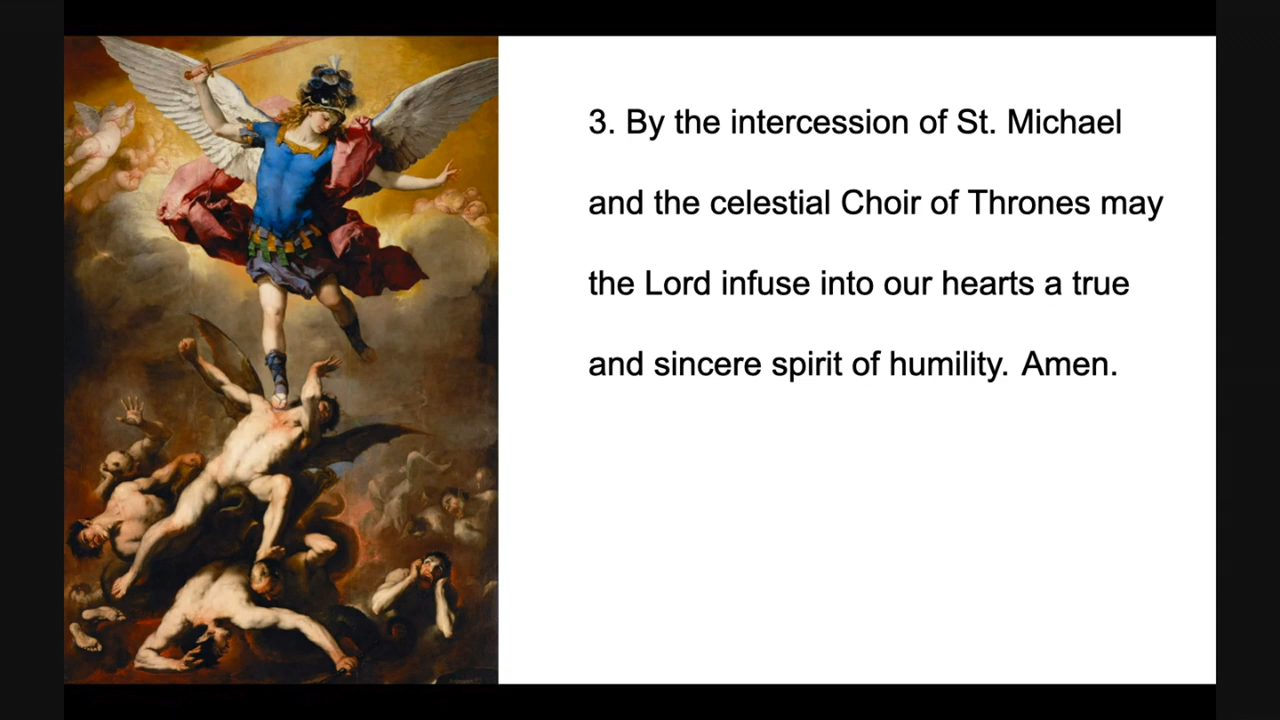 3. By the intercession of St. Michael
and the celestial Choir of Thrones may
the Lord infuse into our hearts a true
and sincere spirit of humility. Amen.